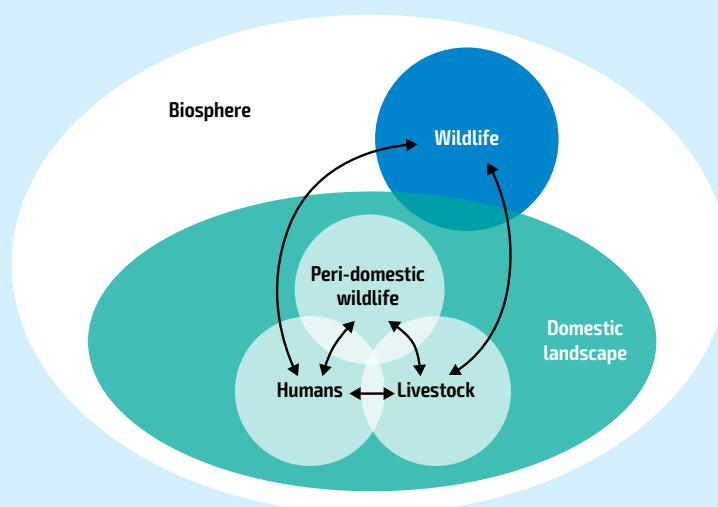 Biosphere
Wildlife
Peri-domestic
wildlife
Domestic
landscape
Humans
Livestock